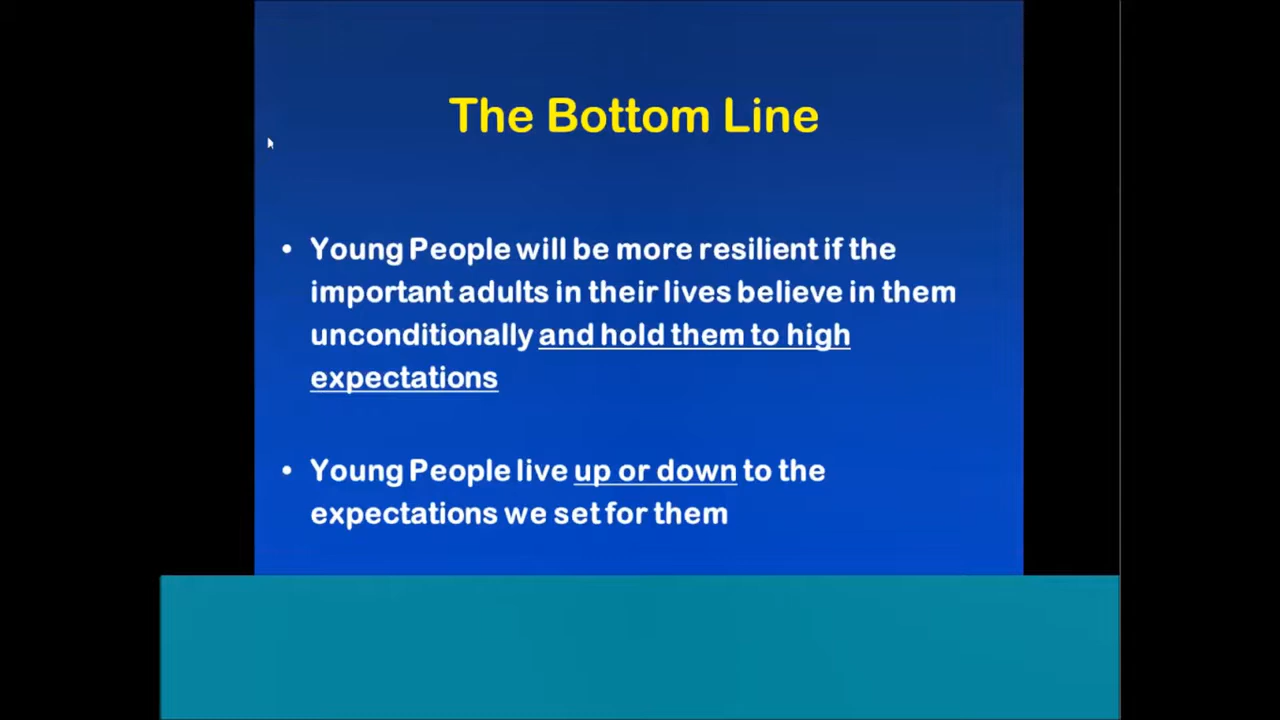 The Bottom Line
• Young People will be more resilient if the
important adults in their lives believe in them
unconditionally and hold them to high
expectations
• Young People live up or down to the
expectations we set for them